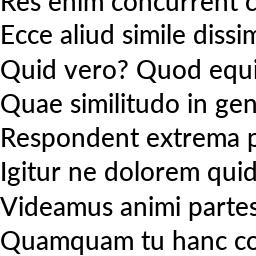 Res enim concurrent c
Ecce aliud simile dissim
Quid vero? Quod equi
Quae similitudo in gen
Respondent extrema p
Igitur ne dolorem quid
Videamus animi partes
Quamquam tu hanc co